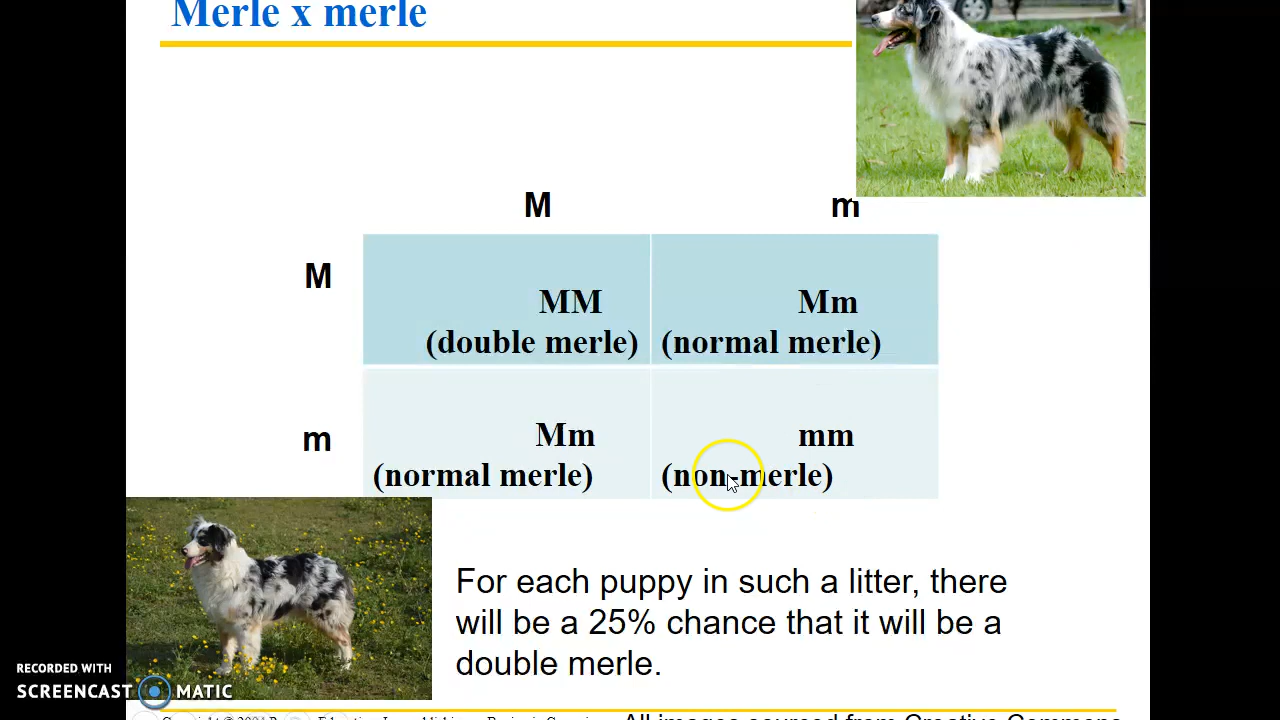 Merle x merle
M m
M
MM Mm
(double merle) (normal merle)
m
Mm mm
(normal merle) (non-merle)
For each puppy in such a litter, there
will be a 25% chance that it will be a
double merle.
RECORDED WITH
SCREENCAST MATIC
All images sourced from Creative Commons